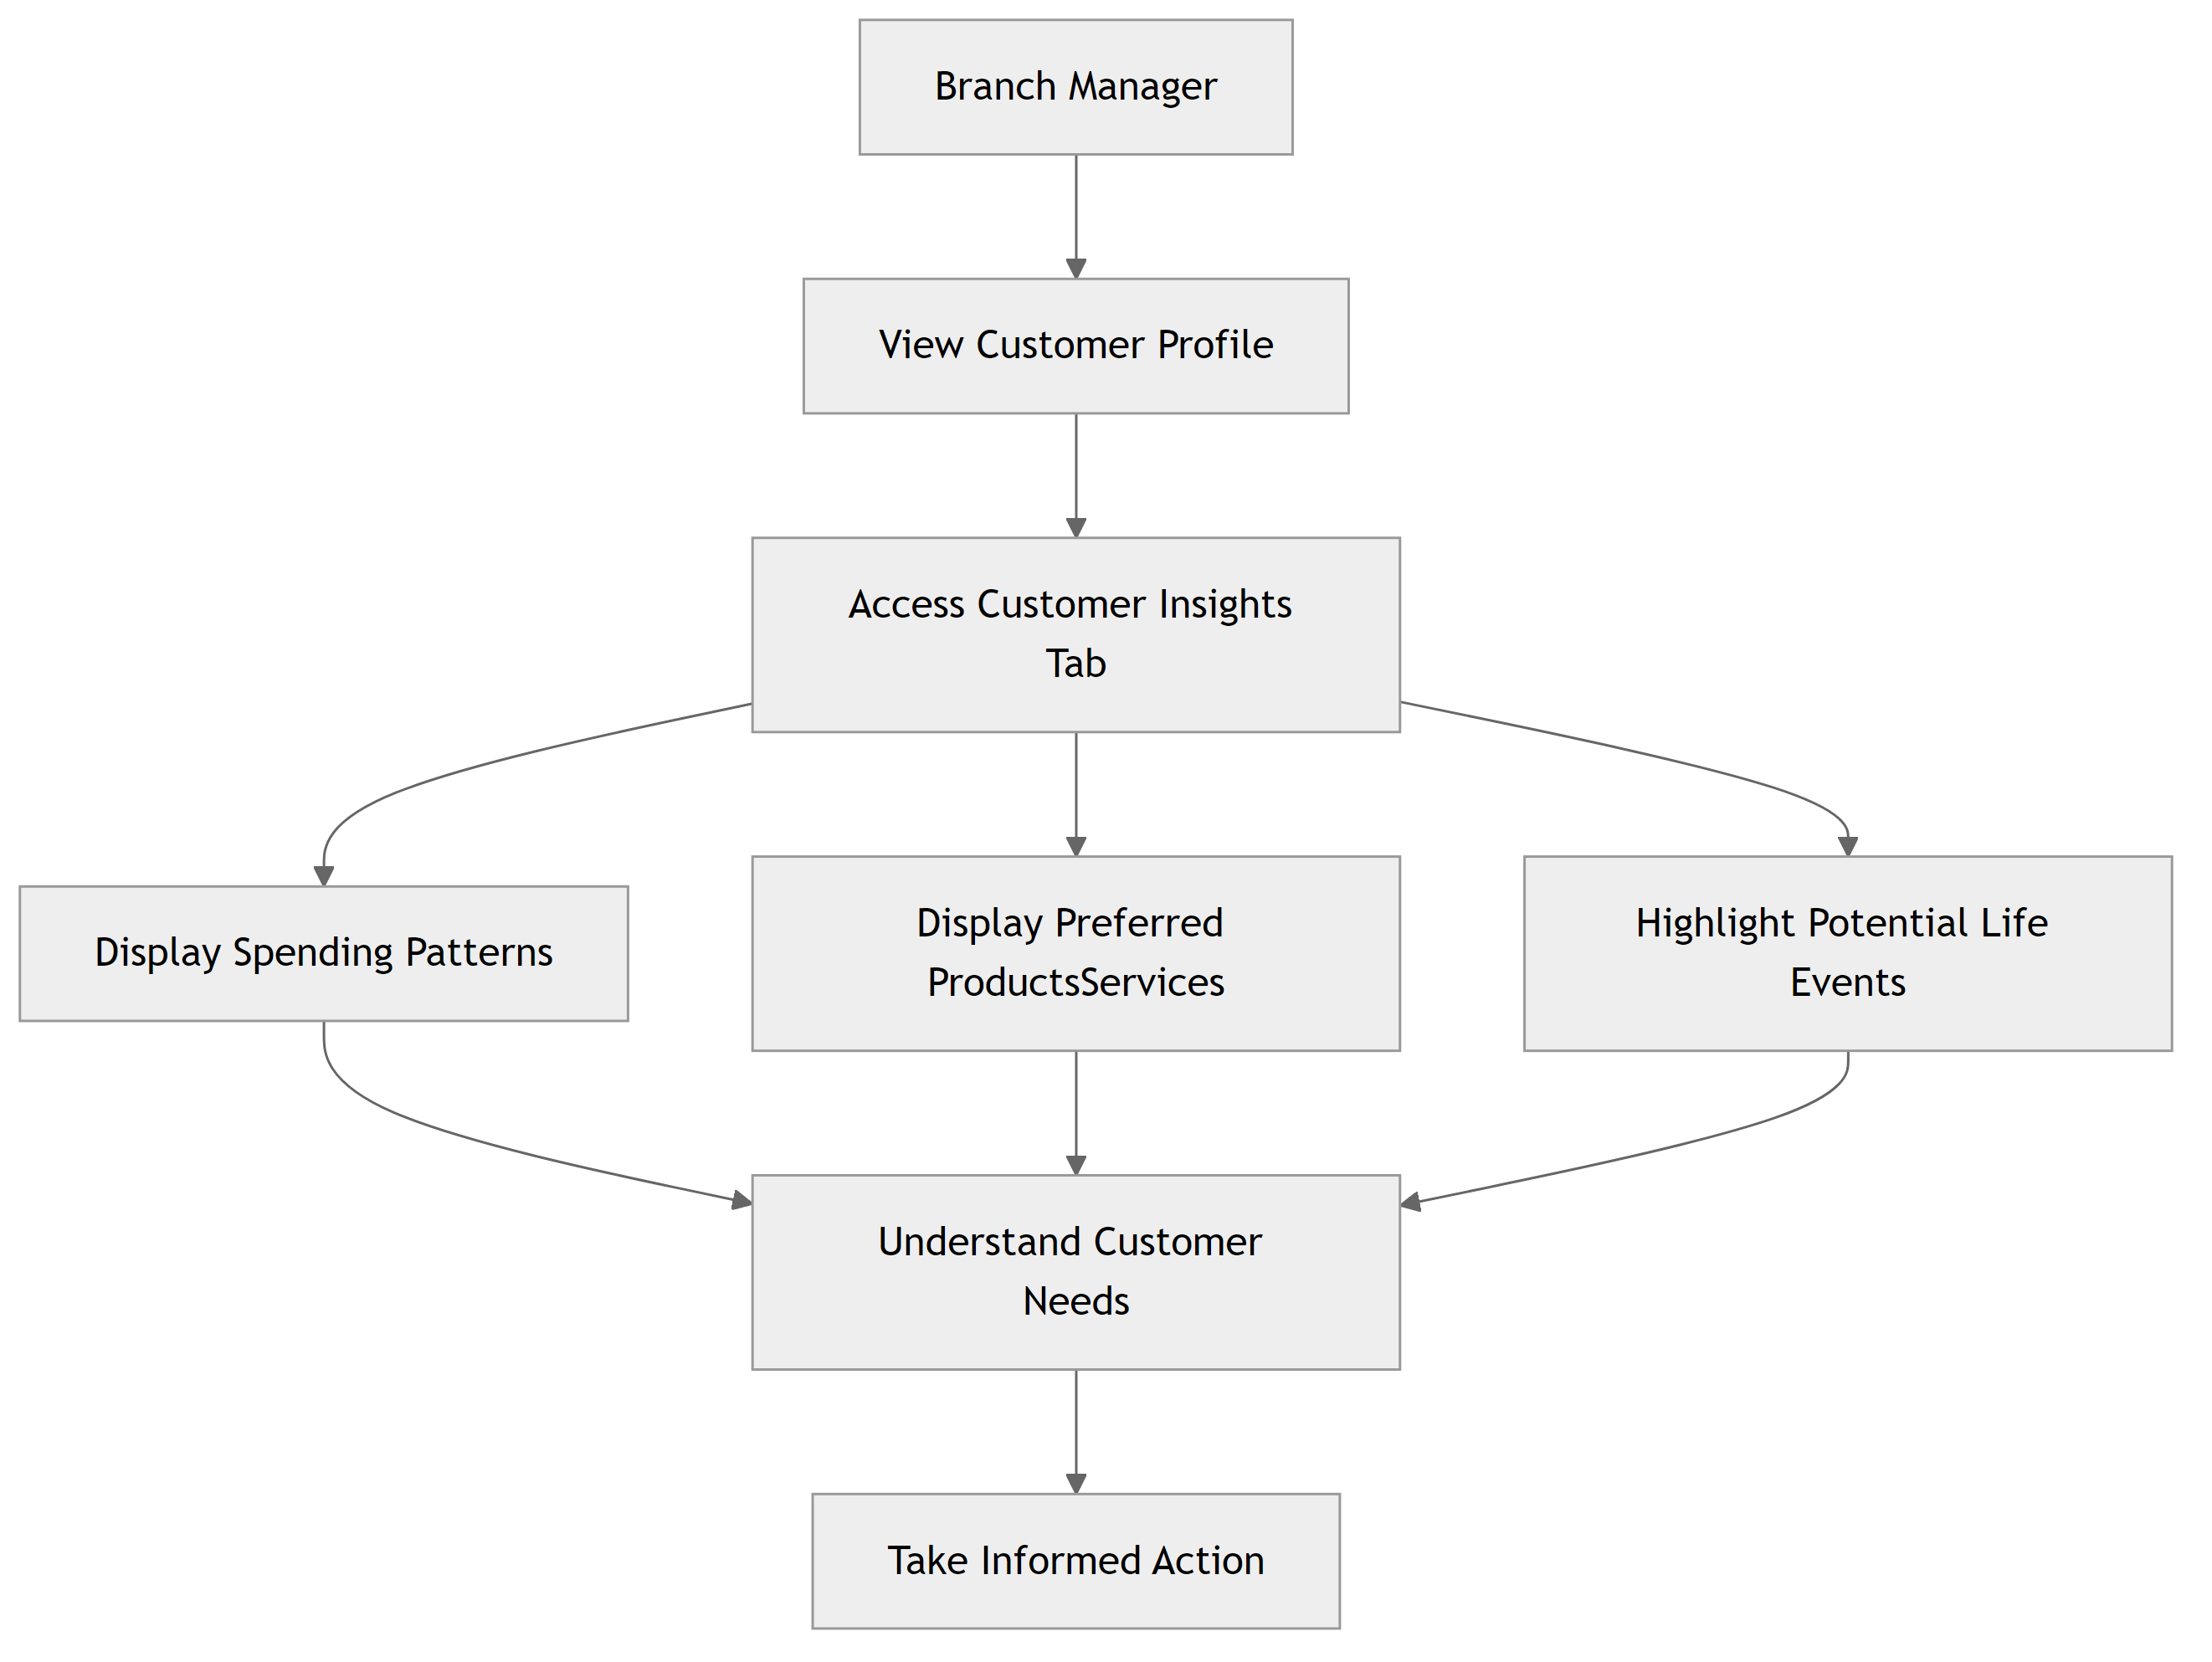 Branch Manager
View Customer Profile
Access Customer Insights
Tab
Display Spending Patterns
Display Preferred
ProductsServices
Highlight Potential Life
Events
Understand Customer
Needs
Take Informed Action